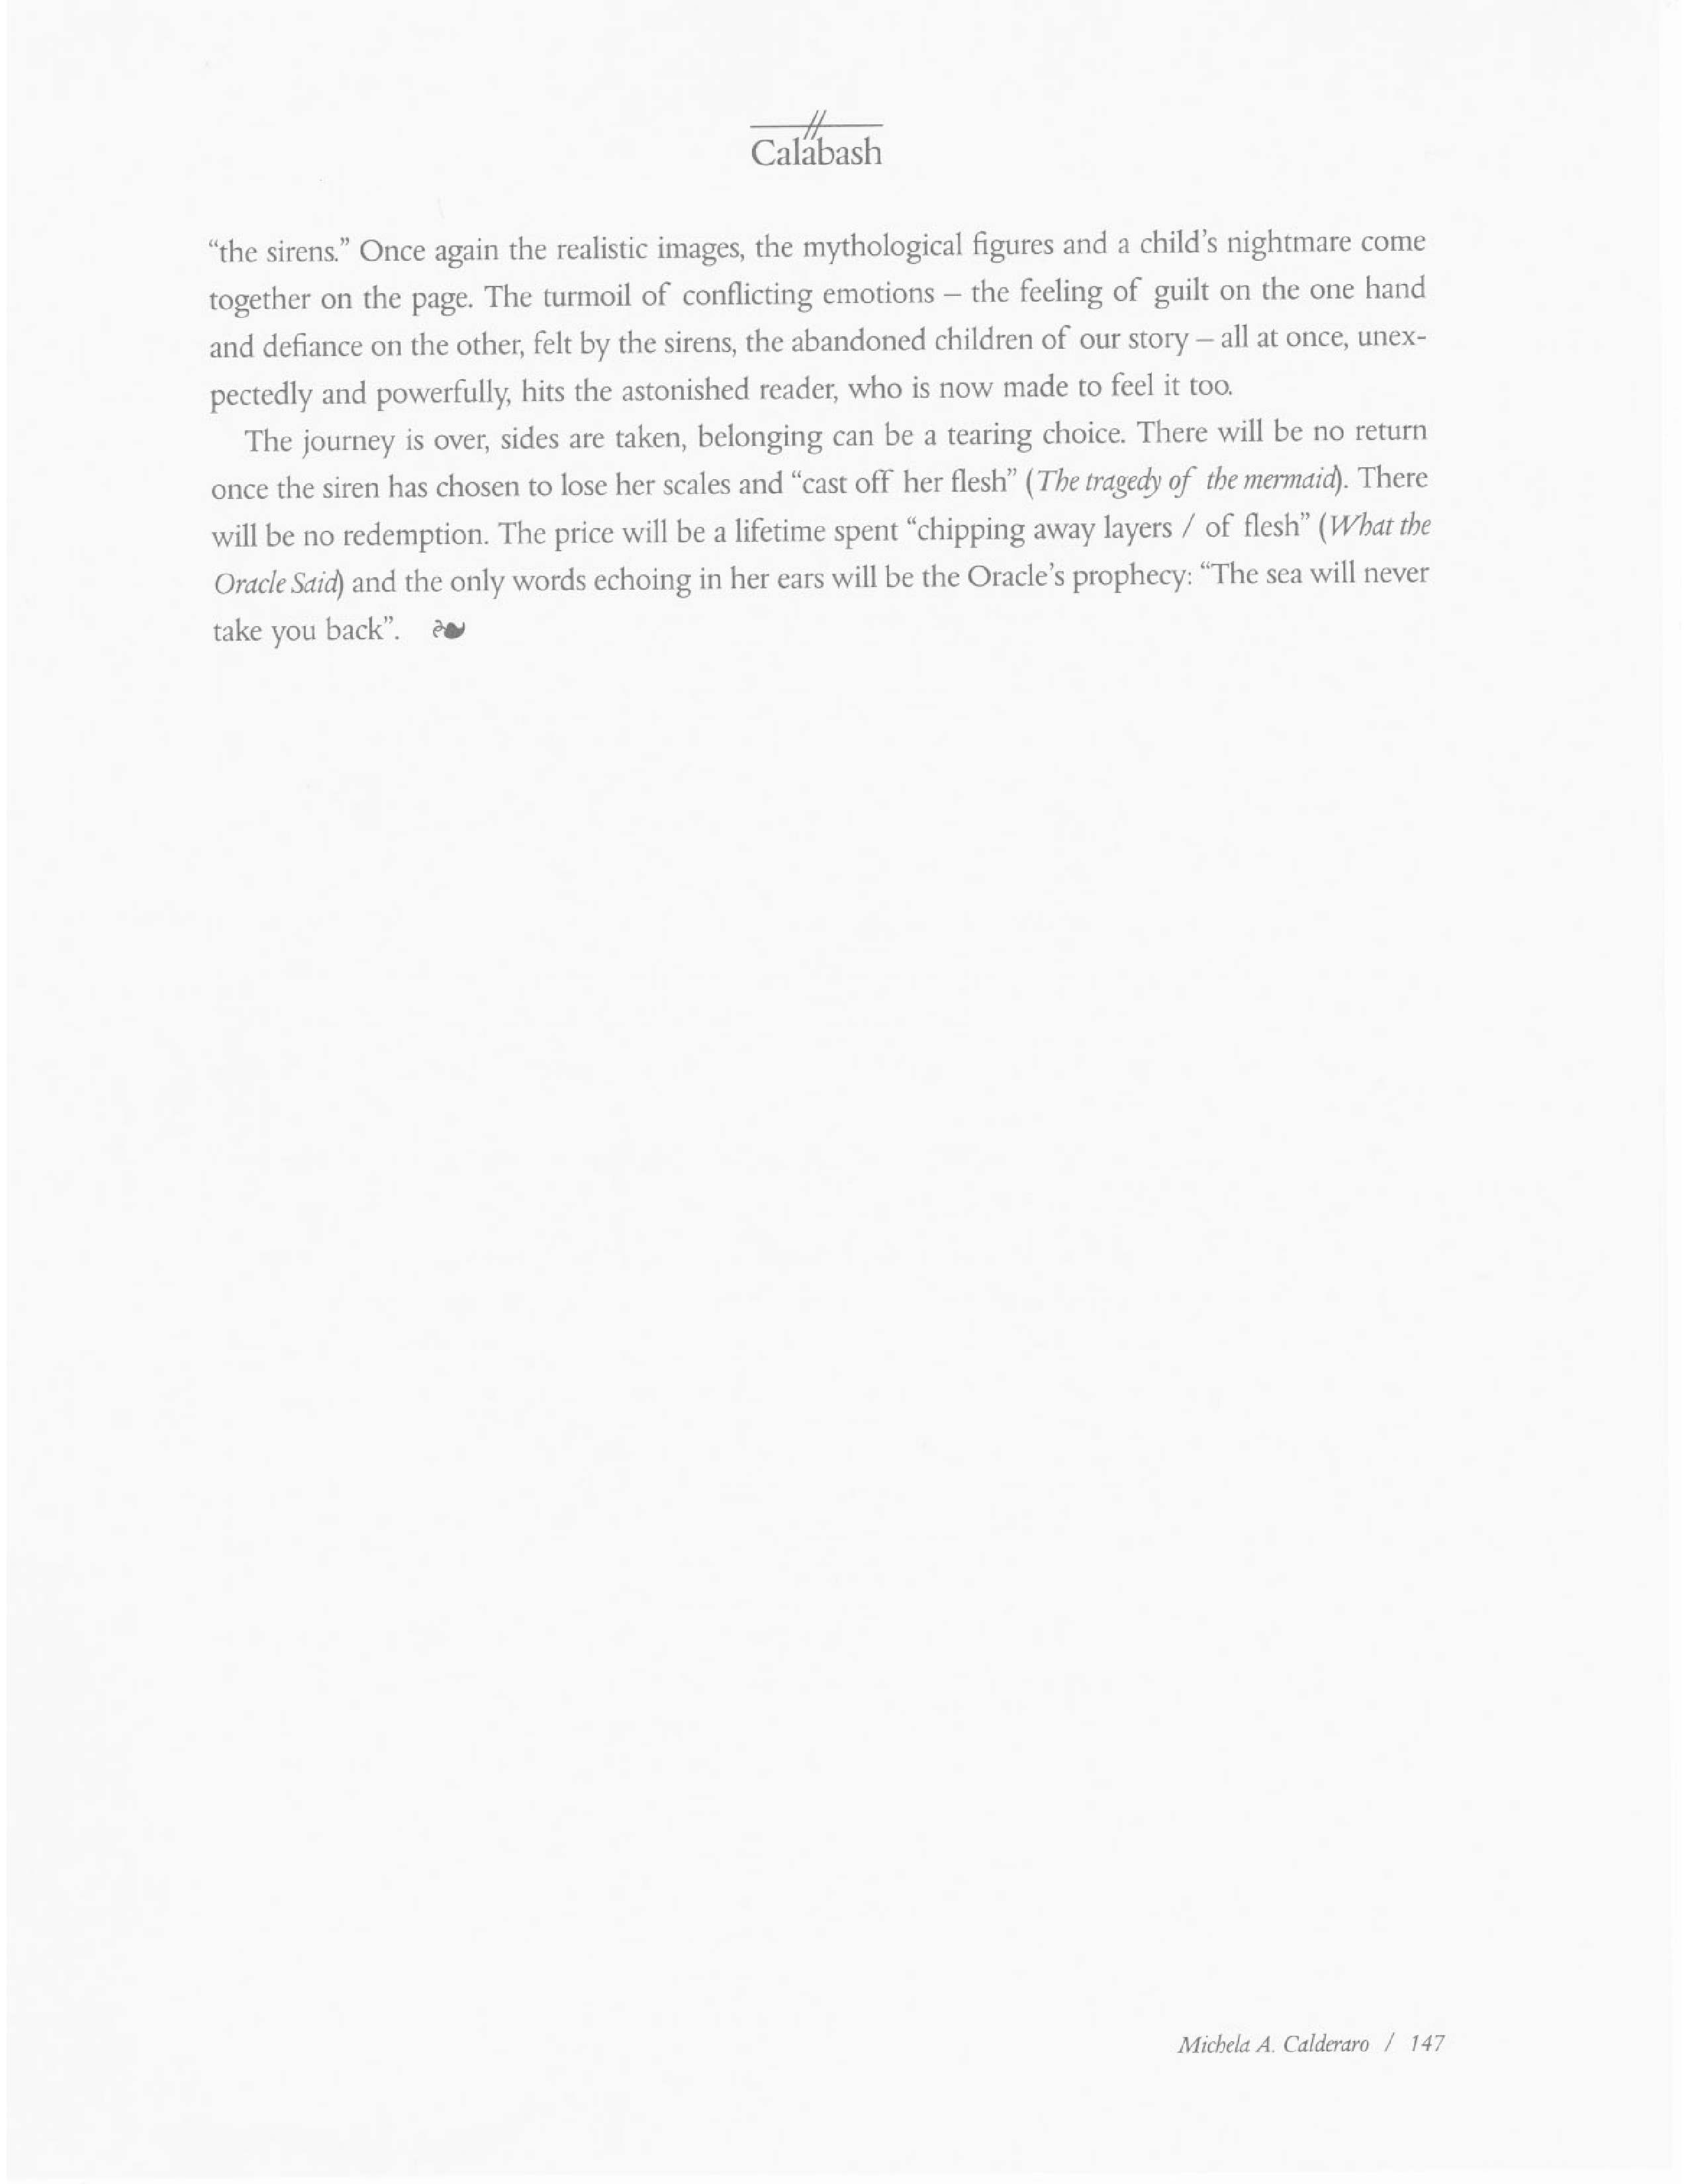 Calabash
“the sirens.” Once again the realistic images, the mythological figures and a child’s nightmare come
together on the page. The turmoil of conflicting emotions – the feeling of guilt on the one hand
and defiance on the other, felt by the sirens, the abandoned children of our story – all at once, unex-
pectedly and powerfully, hits the astonished reader, who is now made to feel it too.
The journey is over, sides are taken, belonging can be a tearing choice. There will be no return
once the siren has chosen to lose her scales and “cast off her flesh” (The tragedy of the mermaid). There
will be no redemption. The price will be a lifetime spent “chipping away layers / of flesh” (What the
Oracle Said) and the only words echoing in her ears will be the Oracle’s prophecy: “The sea will never
take you back”.
Michela A. Calderaro / 147